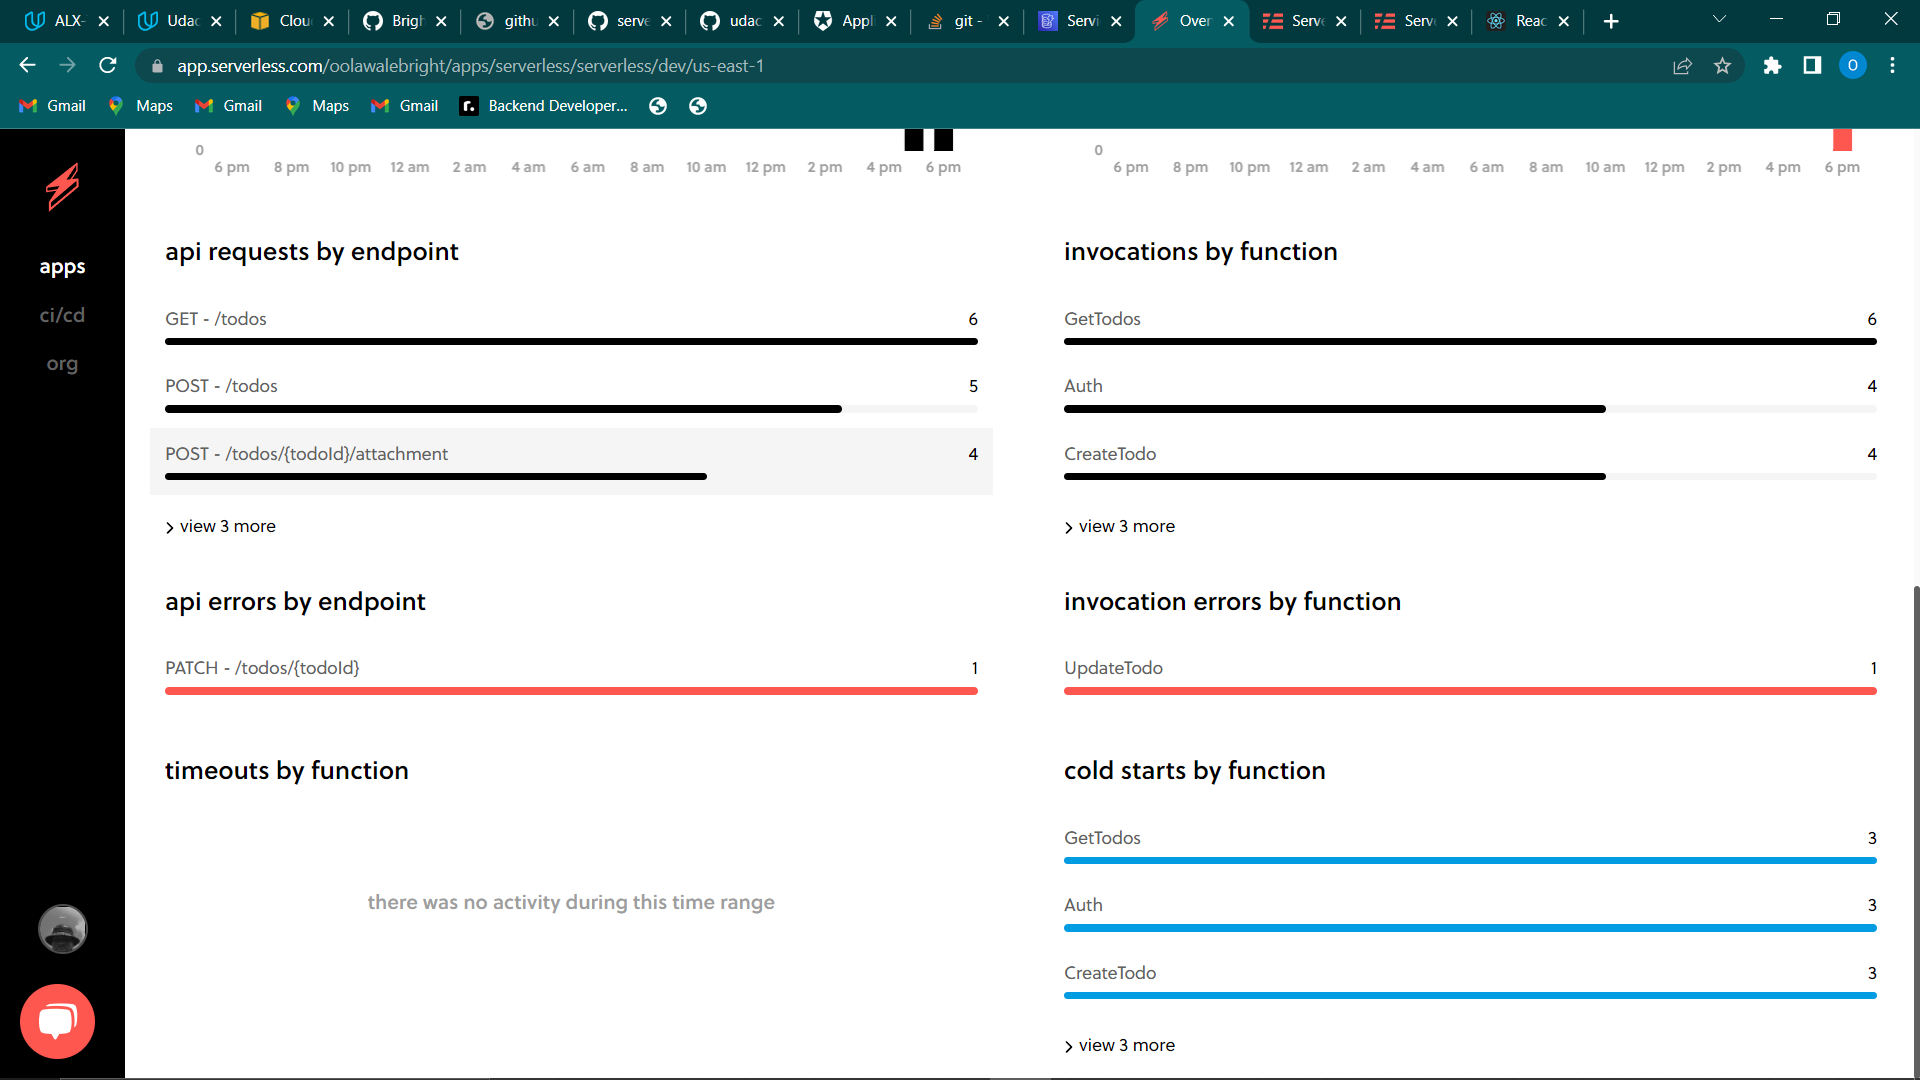 ALX-
Udac
Clou
Brigh
githu
serve
udac
Appli
git -
Servi
Over
Serve
Serve
Reac
app.serverless.com/oolawalebright/apps/serverless/serverless/dev/us-east-1
O
Gmail
Maps
Gmail
Maps
Gmail
r.
Backend Developer...
apps
ci/cd
org
0
6 pm 8 pm 10 pm 12 am 2 am 4 am 6 am 8 am 10 am 12 pm 2 pm 4 pm 6 pm
0
6 pm 8 pm 10 pm 12 am 2 am 4 am 6 am 8 am 10 am 12 pm 2 pm 4 pm 6 pm
api requests by endpoint
GET - /todos 6
POST - /todos 5
POST - /todos/{todoId}/attachment 4
view 3 more
invocations by function
GetTodos 6
Auth 4
CreateTodo 4
view 3 more
api errors by endpoint
PATCH - /todos/{todoId} 1
invocation errors by function
UpdateTodo 1
timeouts by function
there was no activity during this time range
cold starts by function
GetTodos 3
Auth 3
CreateTodo 3
view 3 more